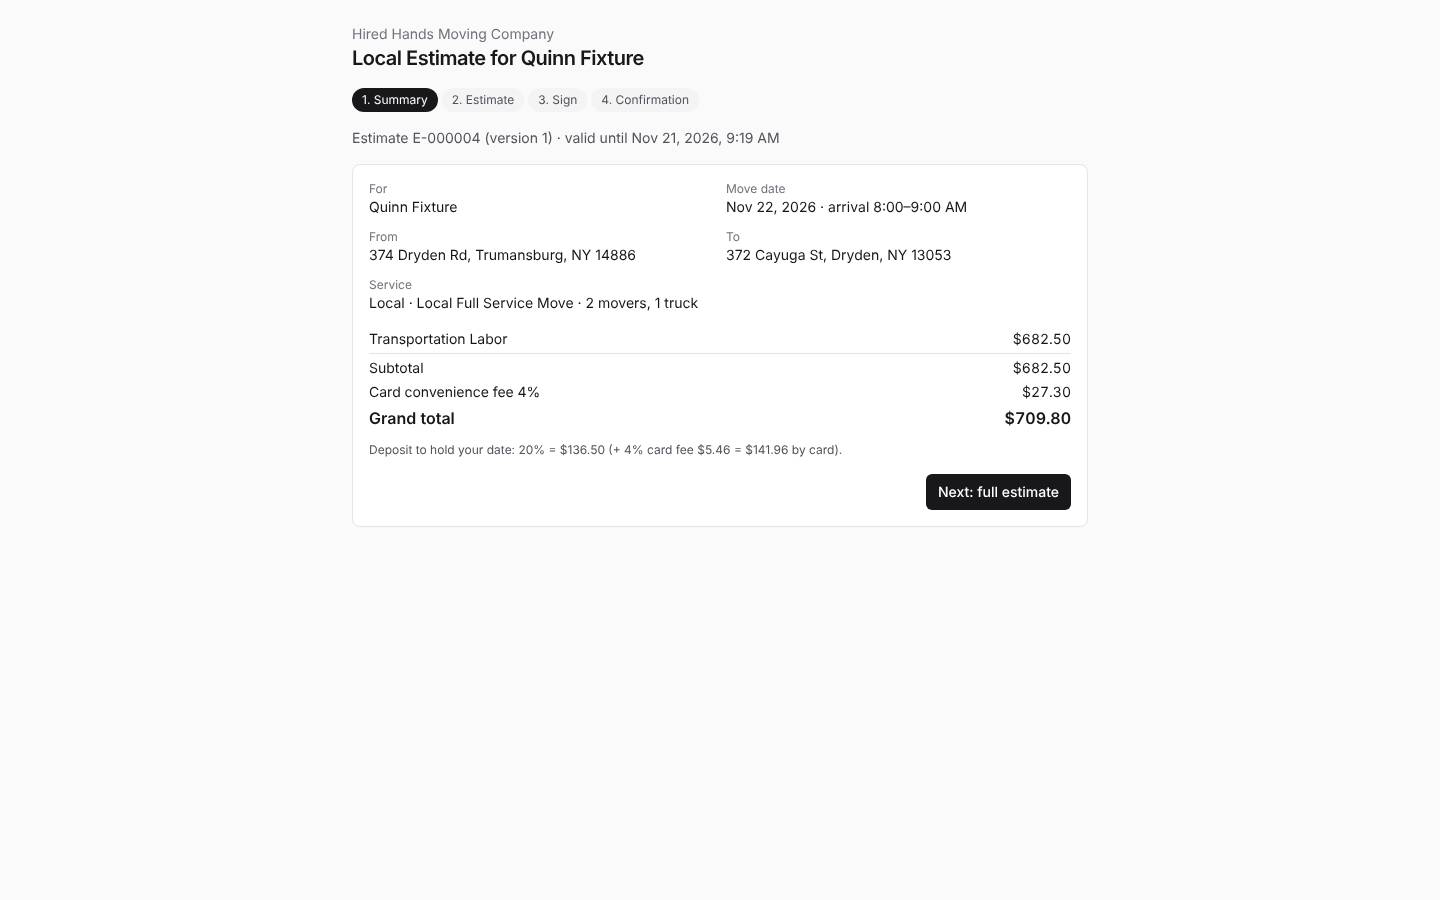 Hired Hands Moving Company
Local Estimate for Quinn Fixture
1. Summary 2. Estimate 3. Sign 4. Confirmation
Estimate E-000004 (version 1) · valid until Nov 21, 2026, 9:19 AM
For
Quinn Fixture
Move date
Nov 22, 2026 · arrival 8:00–9:00 AM
From
374 Dryden Rd, Trumansburg, NY 14886
To
372 Cayuga St, Dryden, NY 13053
Service
Local · Local Full Service Move · 2 movers, 1 truck
Transportation Labor $682.50
Subtotal $682.50
Card convenience fee 4% $27.30
Grand total $709.80
Deposit to hold your date: 20% = $136.50 (+ 4% card fee $5.46 = $141.96 by card).
Next: full estimate